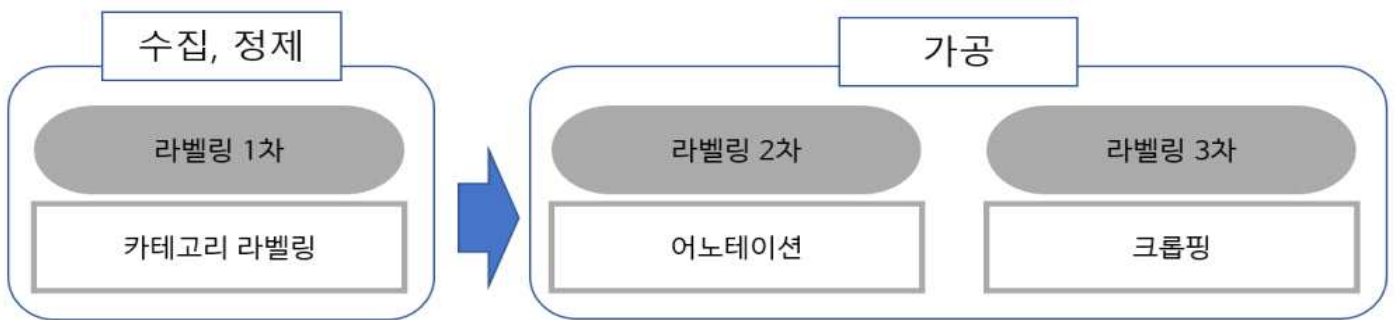 수집, 정제
라벨링 1차
카테고리 라벨링
가공
라벨링 2차
어노테이션
라벨링 3차
크롭핑